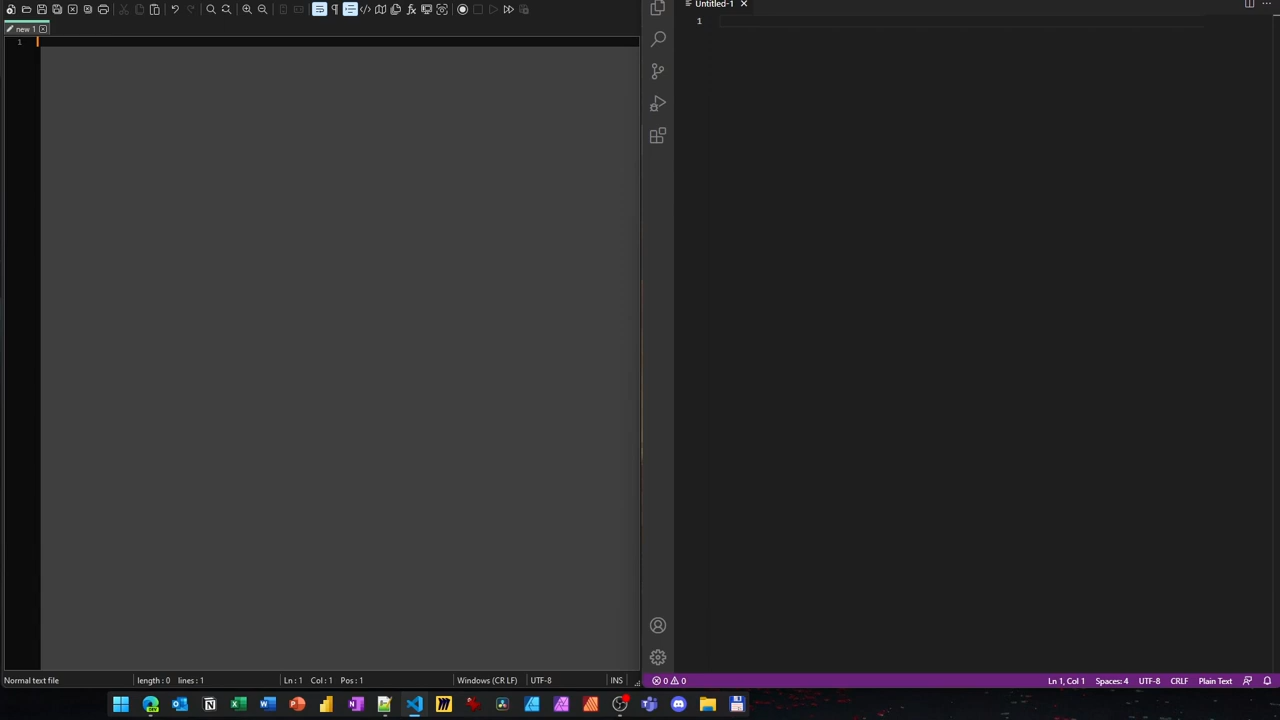 new 1
1
Normal text file length : 0 lines : 1 Ln : 1 Col : 1 Pos : 1 Windows (CR LF) UTF-8 INS
Untitled-1
1
0 0 Ln 1, Col 1 Spaces: 4 UTF-8 CRLF Plain Text